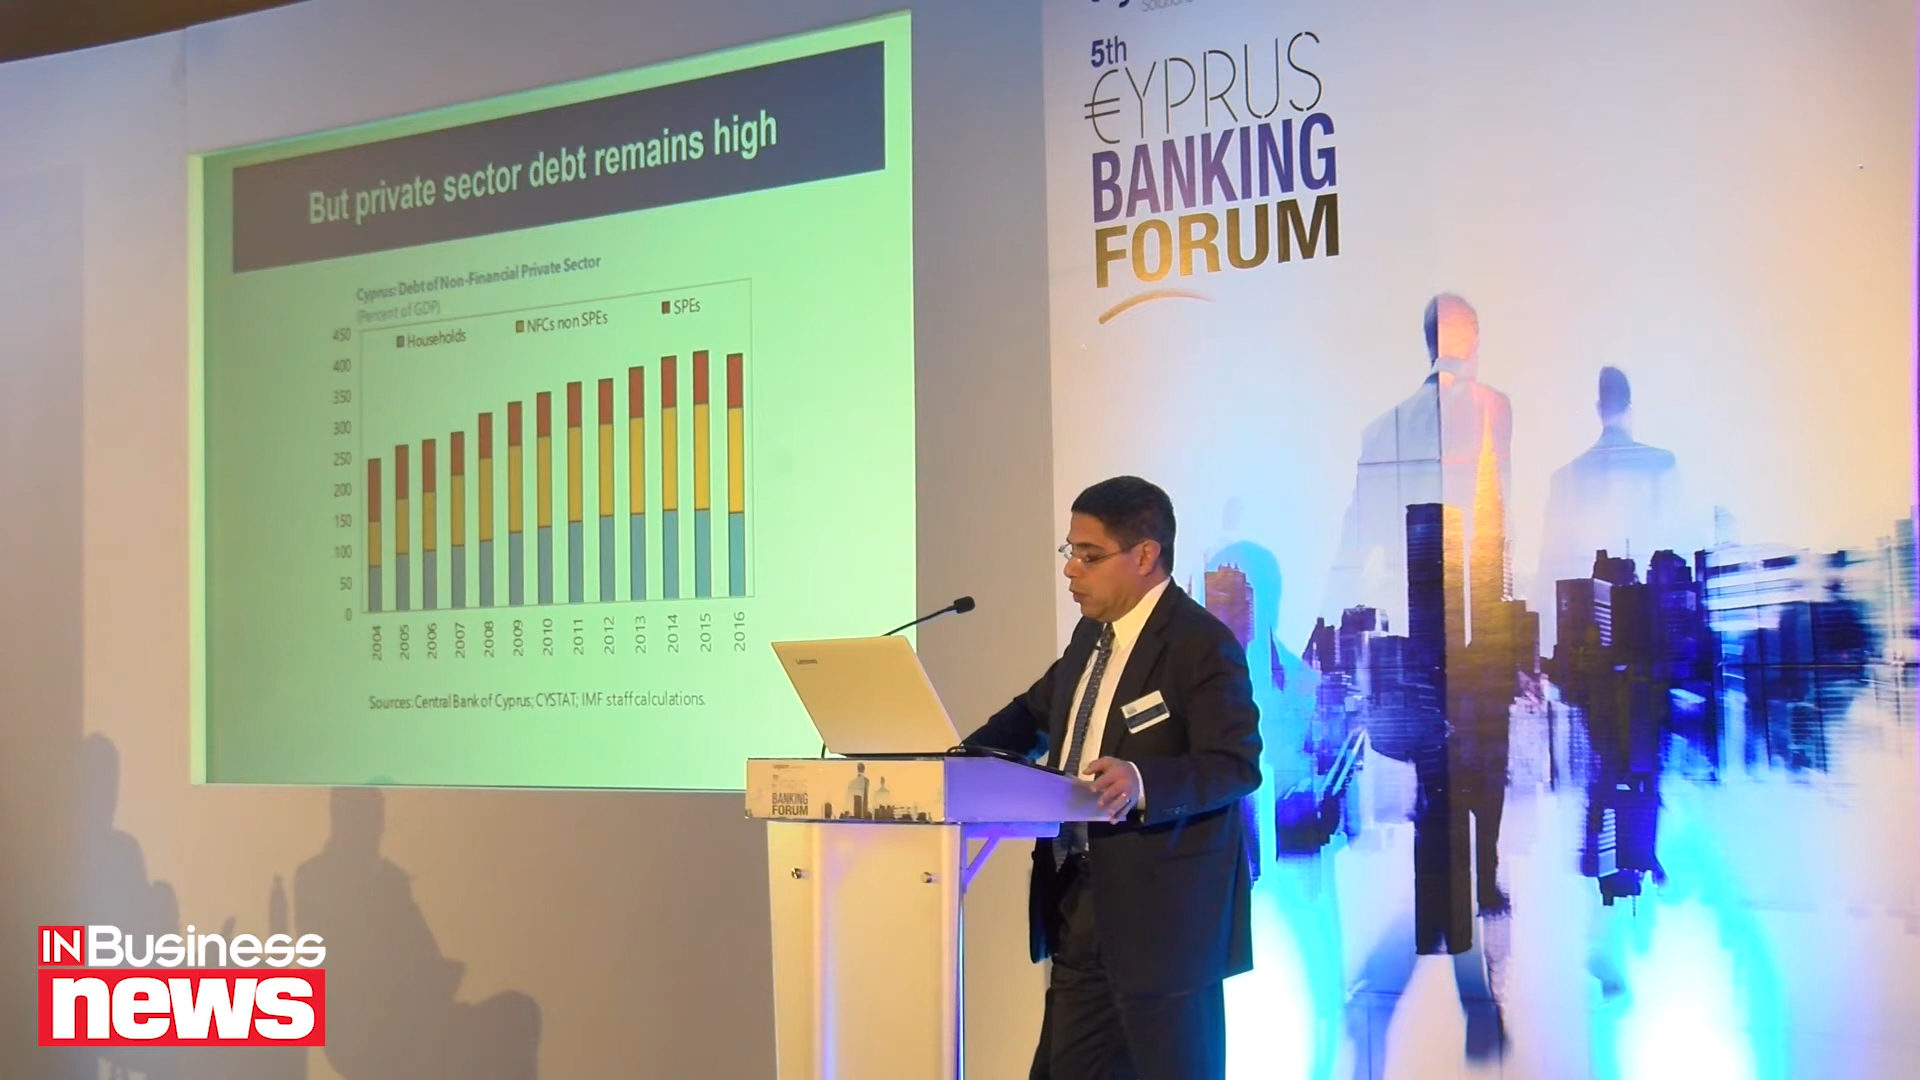 But private sector debt remains high
Cyprus: Debt of Non-Financial Private Sector
(Percent of GDP)
450
400
350
300
250
200
150
100
50
0
Households
NFCs non SPEs
SPEs
2004
2005
2006
2007
2008
2009
2010
2011
2012
2013
2014
2015
2016
Sources: Central Bank of Cyprus; CYSTAT; IMF staff calculations.
5th
€YPRUS
BANKING
FORUM
Lenovo
BANKING
FORUM
IN Business
news